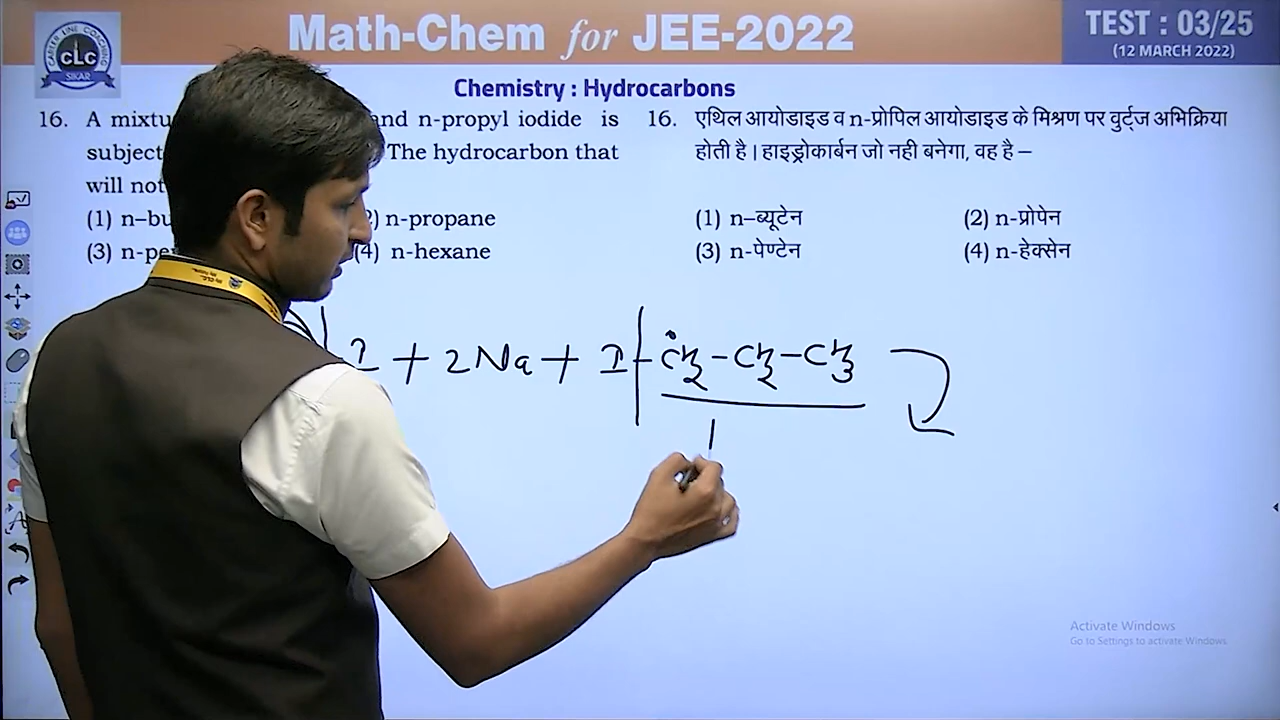 Math-Chem for JEE-2022
TEST : 03/25
(12 MARCH 2022)
CAREER LINE COACHING
CLC
SIKAR
Chemistry : Hydrocarbons
16. A mixtu and n-propyl iodide is
subject The hydrocarbon that
will not
(1) n–bu 2) n-propane
(3) n-pe (4) n-hexane
16. एथिल आयोडाइड व n-प्रोपिल आयोडाइड के मिश्रण पर वुर्ट्ज अभिक्रिया
होती है। हाइड्रोकार्बन जो नही बनेगा, वह है –
(1) n–ब्यूटेन (2) n-प्रोपेन
(3) n-पेण्टेन (4) n-हेक्सेन
I + 2Na + I - CH2 - CH2 - CH3
Activate Windows
Go to Settings to activate Windows.